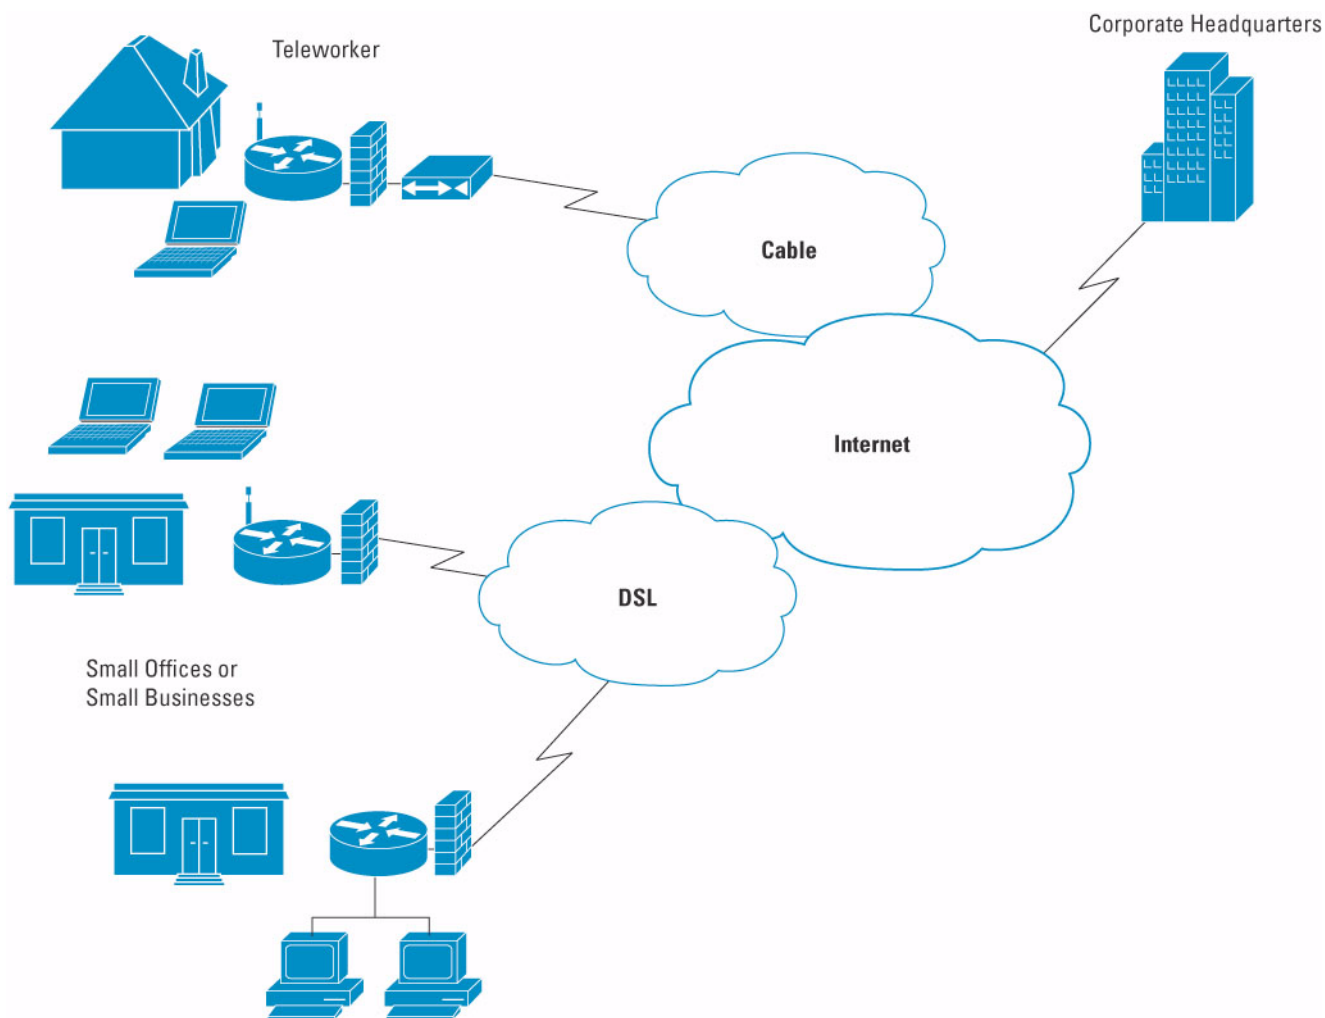 Corporate Headquarters
Teleworker
Cable
Internet
DSL
Small Offices or
Small Businesses